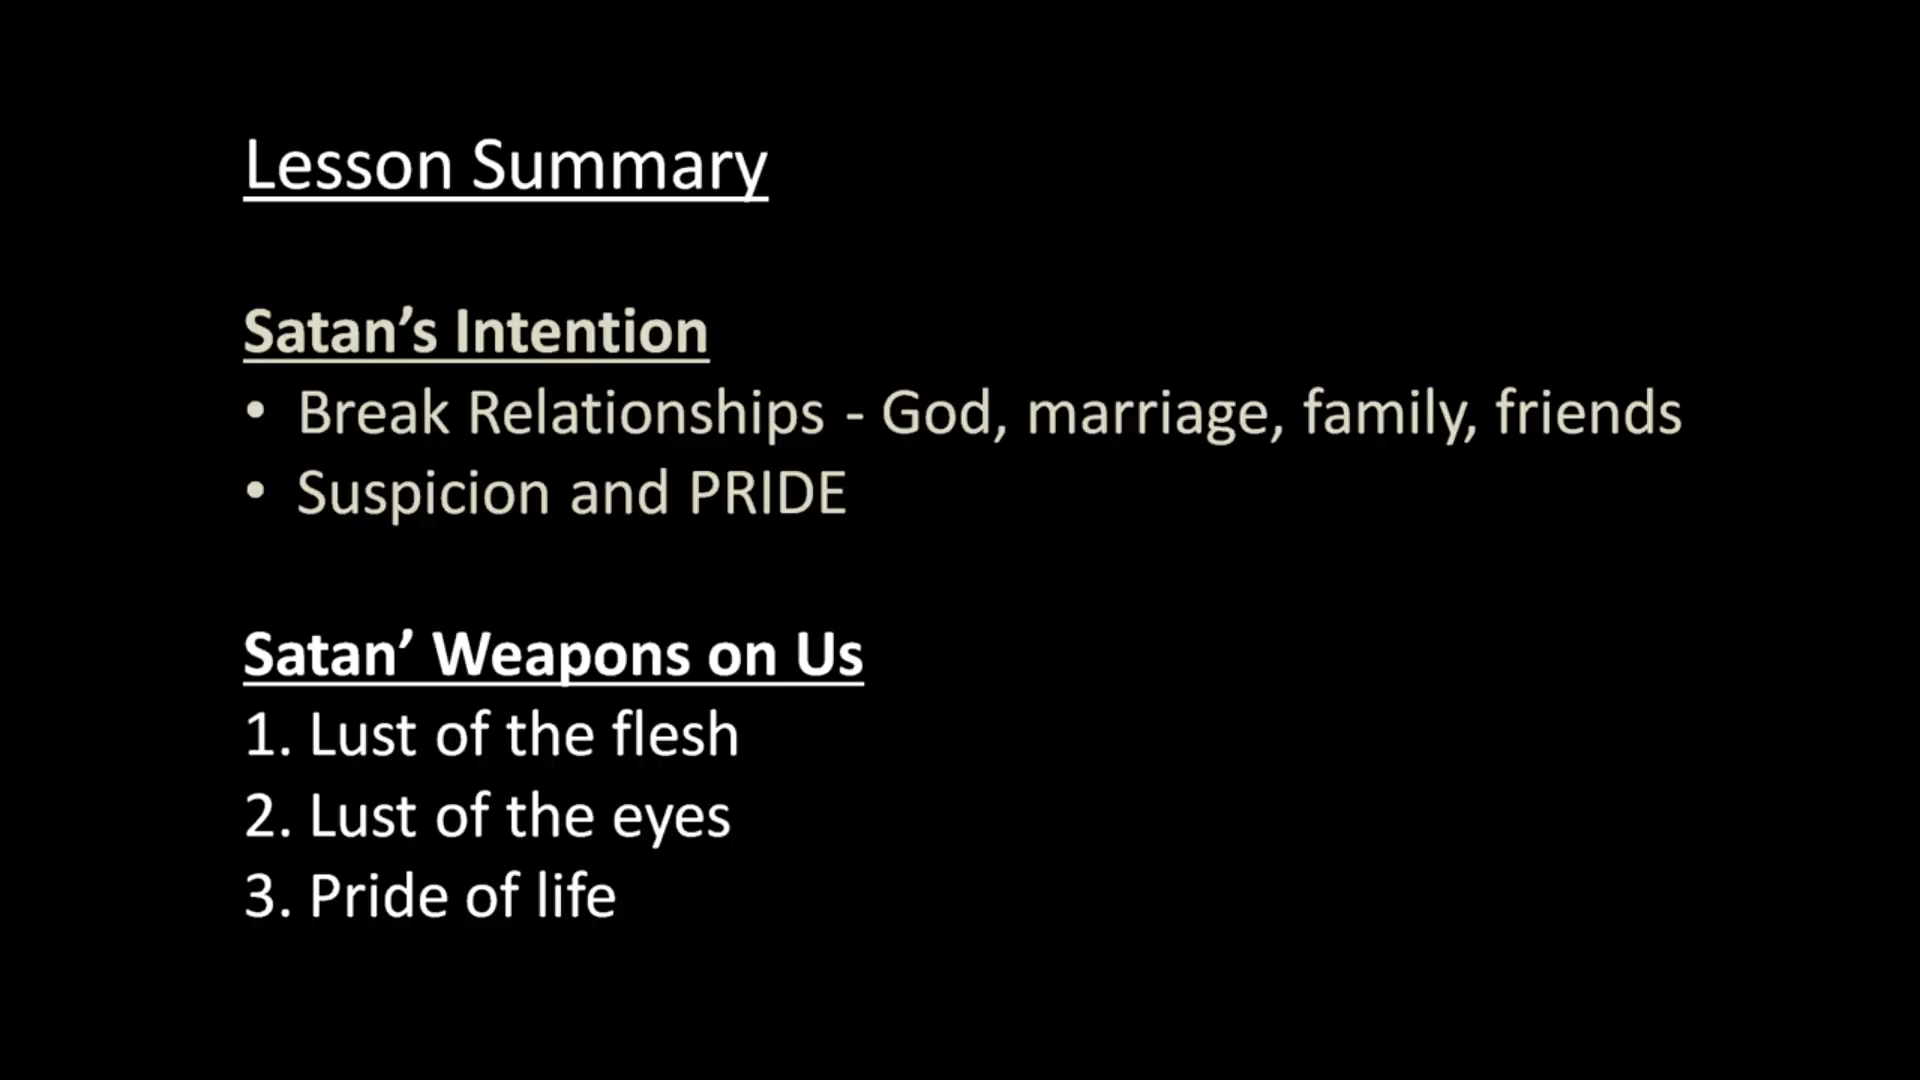 Lesson Summary
Satan’s Intention
• Break Relationships - God, marriage, family, friends
• Suspicion and PRIDE
Satan’ Weapons on Us
1. Lust of the flesh
2. Lust of the eyes
3. Pride of life